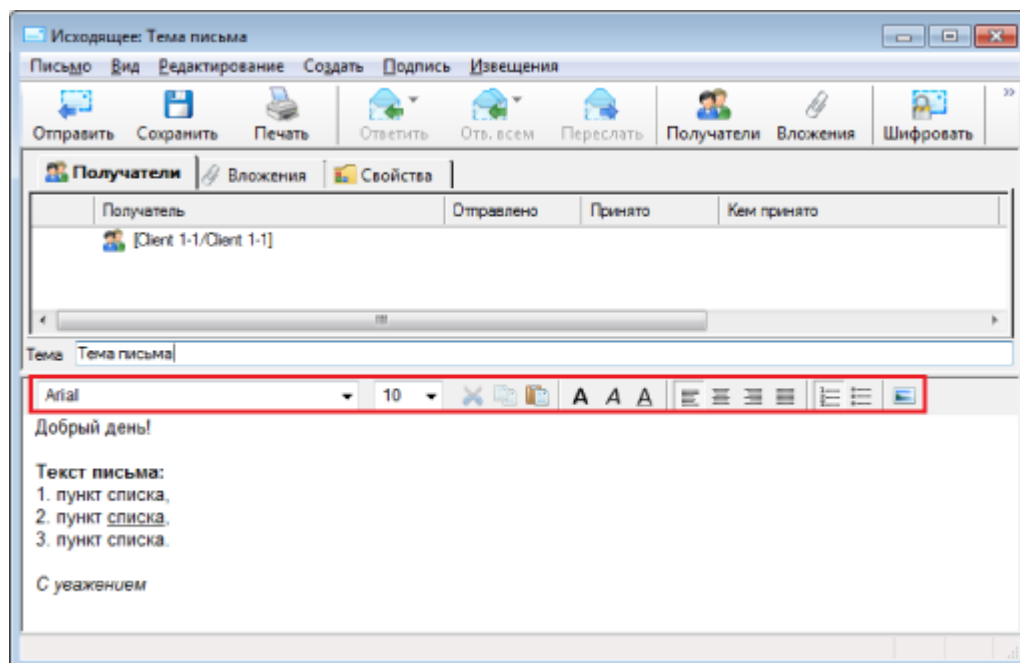 Исходящее: Тема письма
Письмо Вид Редактирование Создать Подпись Извещения
Отправить Сохранить Печать Ответить Отв. всем Переслать Получатели Вложения Шифровать
Получатели Вложения Свойства
Получатель Отправлено Принято Кем принято
[Client 1-1/Client 1-1]
Тема Тема письма
Arial 10 А А А
Добрый день!
Текст письма:
1. пункт списка,
2. пункт списка,
3. пункт списка.
С уважением